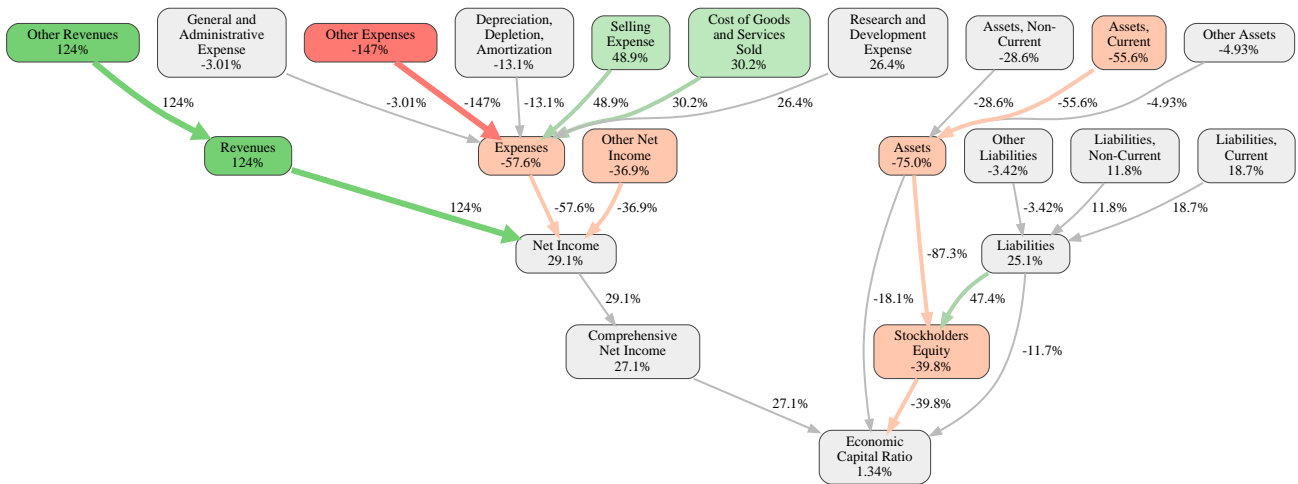 Other Revenues
124%
General and
Administrative
Expense
-3.01%
Other Expenses
-147%
Depreciation,
Depletion,
Amortization
-13.1%
Selling
Expense
48.9%
Cost of Goods
and Services
Sold
30.2%
Research and
Development
Expense
26.4%
Assets, Non-
Current
-28.6%
Assets,
Current
-55.6%
Other Assets
-4.93%
124%
-3.01%
-147%
-13.1%
48.9%
30.2%
26.4%
-28.6%
-55.6%
-4.93%
Revenues
124%
Expenses
-57.6%
Other Net
Income
-36.9%
Assets
-75.0%
Other
Liabilities
-3.42%
Liabilities,
Non-Current
11.8%
Liabilities,
Current
18.7%
124%
-57.6%
-36.9%
-3.42%
11.8%
18.7%
Net Income
29.1%
-87.3%
Liabilities
25.1%
29.1%
-18.1%
47.4%
Comprehensive
Net Income
27.1%
Stockholders
Equity
-39.8%
-11.7%
27.1%
-39.8%
Economic
Capital Ratio
1.34%